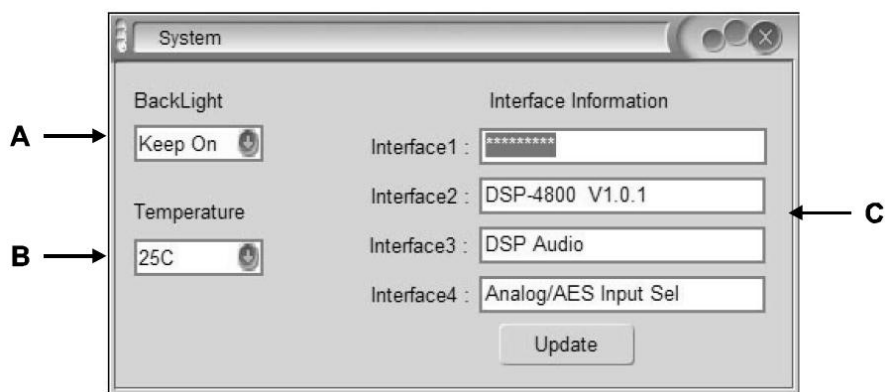 System
BackLight
Interface Information
A
Keep On
Interface1 : *********
Temperature
Interface2 : DSP-4800 V1.0.1
C
B
25C
Interface3 : DSP Audio
Interface4 : Analog/AES Input Sel
Update